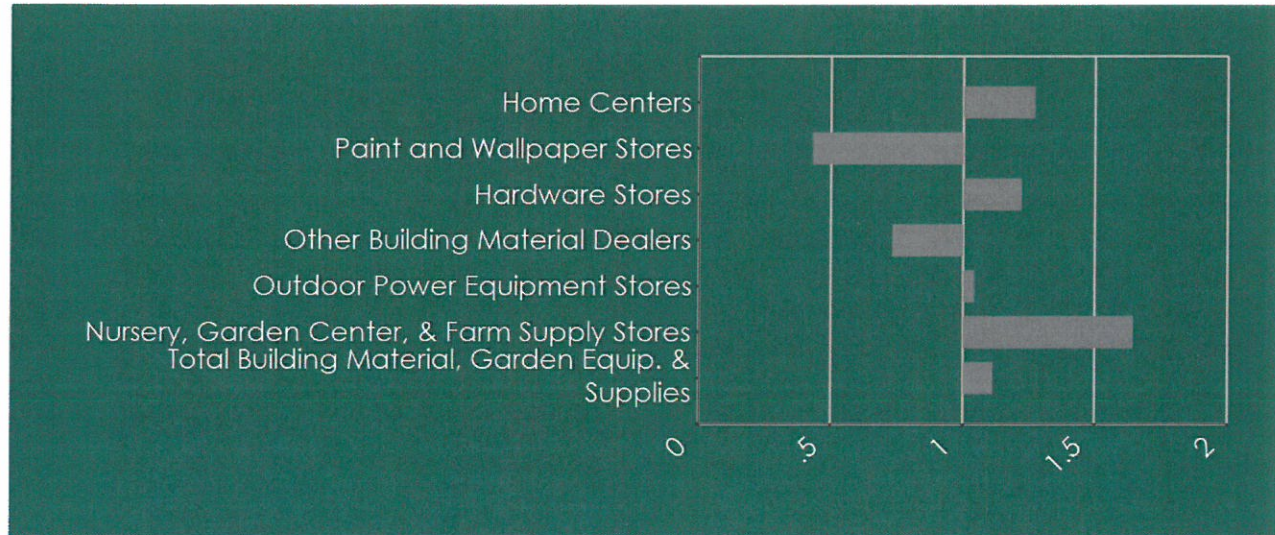 Home Centers
Paint and Wallpaper Stores
Hardware Stores
Other Building Material Dealers
Outdoor Power Equipment Stores
Nursery, Garden Center, & Farm Supply Stores
Total Building Material, Garden Equip. &
Supplies
0
.5
1
1.5
2